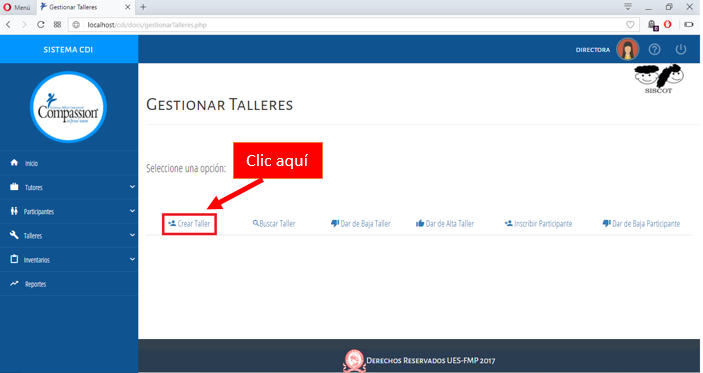 Menú
Gestionar Talleres
localhost/cdi/docs/gestionarTalleres.php
SISTEMA CDI
DIRECTORA
Compassion
SISCOT
GESTIONAR TALLERES
Seleccione una opción:
Clic aquí
Crear Taller
Buscar Taller
Dar de Baja Taller
Dar de Alta Taller
Inscribir Participante
Dar de Baja Participante
Inicio
Tutores
Participantes
Talleres
Inventarios
Reportes
DERECHOS RESERVADOS UES-FMP 2017